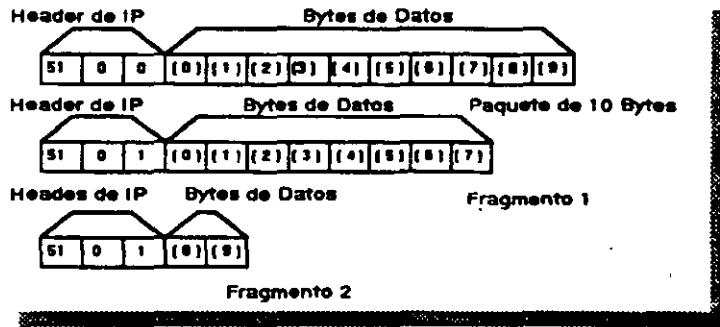 Header de IP Bytes de Datos
51 0 0 [0] [1] [2] [3] [4] [5] [6] [7] [8] [9]
Header de IP Bytes de Datos Paquete de 10 Bytes
51 0 1 [0] [1] [2] [3] [4] [5] [6] [7]
Heades de IP Bytes de Datos Fragmento 1
51 0 1 [8] [9]
Fragmento 2